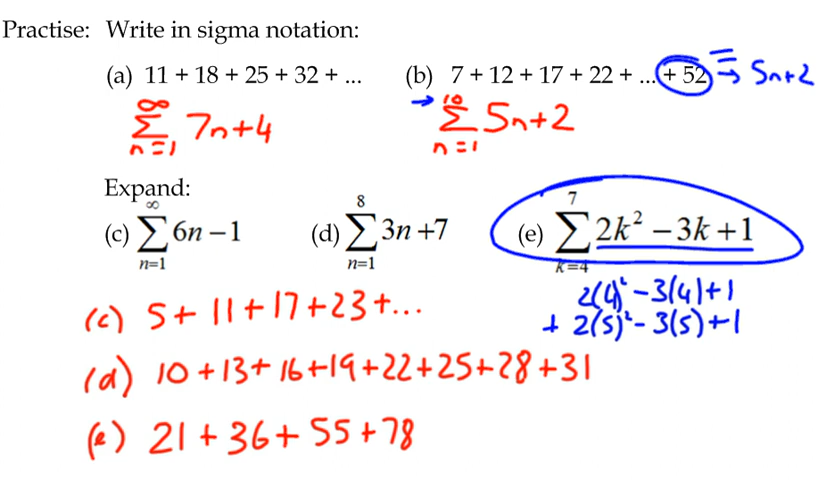 Practise: Write in sigma notation:
(a) 11 + 18 + 25 + 32 + ... (b) 7 + 12 + 17 + 22 + ... + 52 ⇒ 5n+2
∞ → 10
∑ 7n+4 ∑ 5n+2
n=1 n=1
Expand:
∞ 8 7
(c) ∑ 6n − 1 (d) ∑ 3n +7 (e) ∑ 2k² − 3k + 1
n=1 n=1 k=4
2(4)² − 3(4) + 1
(c) 5 + 11 + 17 + 23 + ... + 2(5)² − 3(5) + 1
(d) 10 + 13 + 16 + 19 + 22 + 25 + 28 + 31
(e) 21 + 36 + 55 + 78